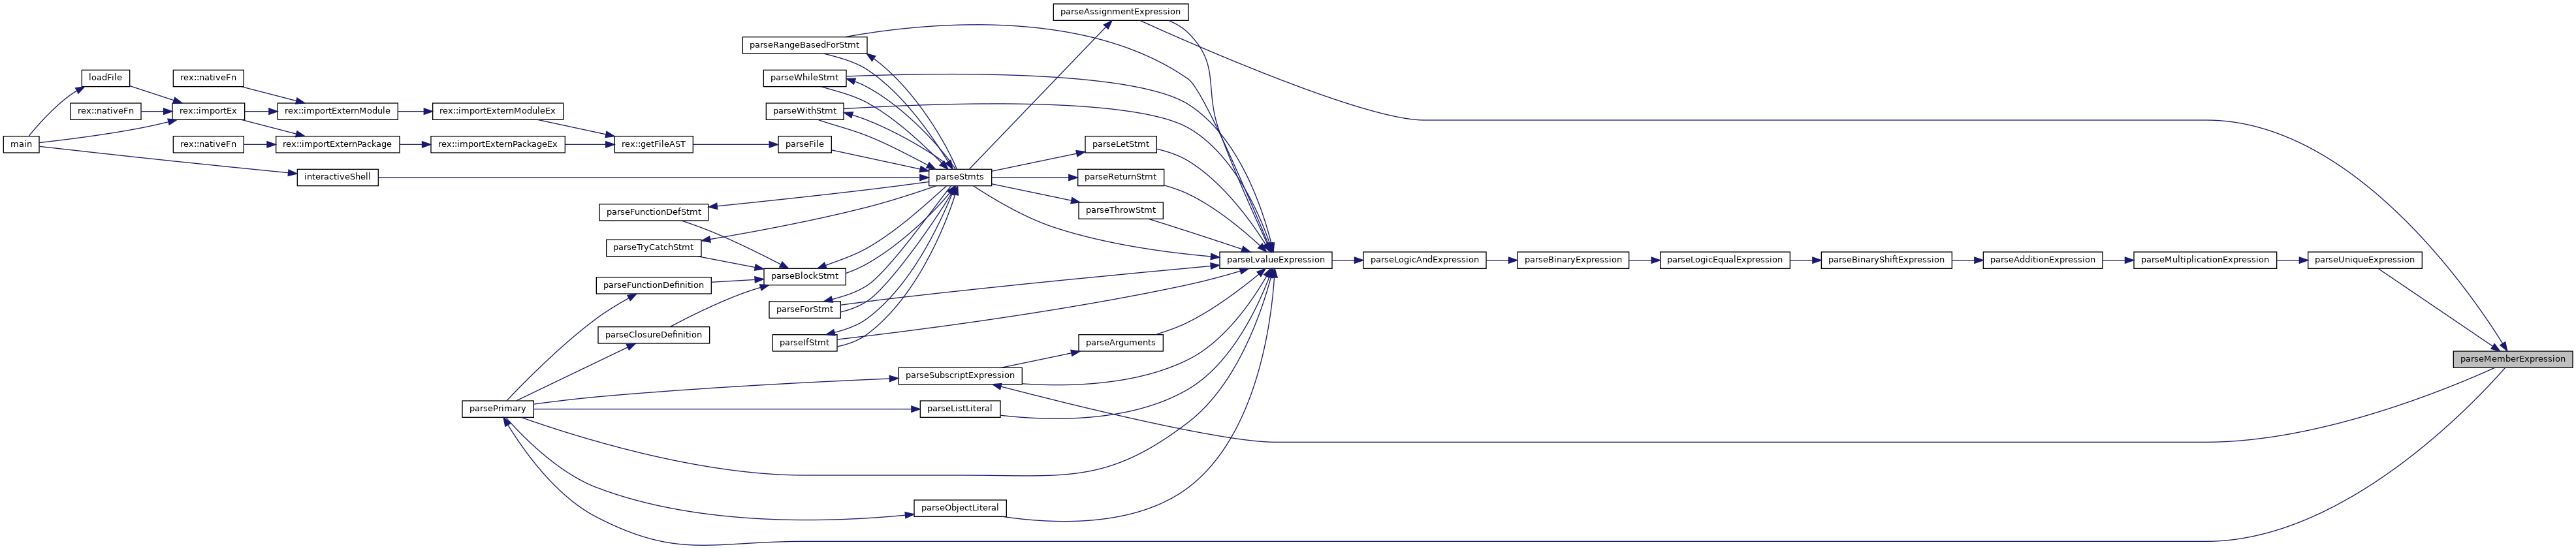 parseAssignmentExpression
parseRangeBasedForStmt
loadFile
rex::nativeFn
parseWhileStmt
rex::nativeFn
rex::importEx
rex::importExternModule
rex::importExternModuleEx
parseWithStmt
main
rex::nativeFn
rex::importExternPackage
rex::importExternPackageEx
rex::getFileAST
parseFile
parseLetStmt
interactiveShell
parseStmts
parseReturnStmt
parseFunctionDefStmt
parseThrowStmt
parseTryCatchStmt
parseLvalueExpression
parseLogicAndExpression
parseBinaryExpression
parseLogicEqualExpression
parseBinaryShiftExpression
parseAdditionExpression
parseMultiplicationExpression
parseUniqueExpression
parseBlockStmt
parseFunctionDefinition
parseForStmt
parseClosureDefinition
parseIfStmt
parseArguments
parseMemberExpression
parseSubscriptExpression
parsePrimary
parseListLiteral
parseObjectLiteral